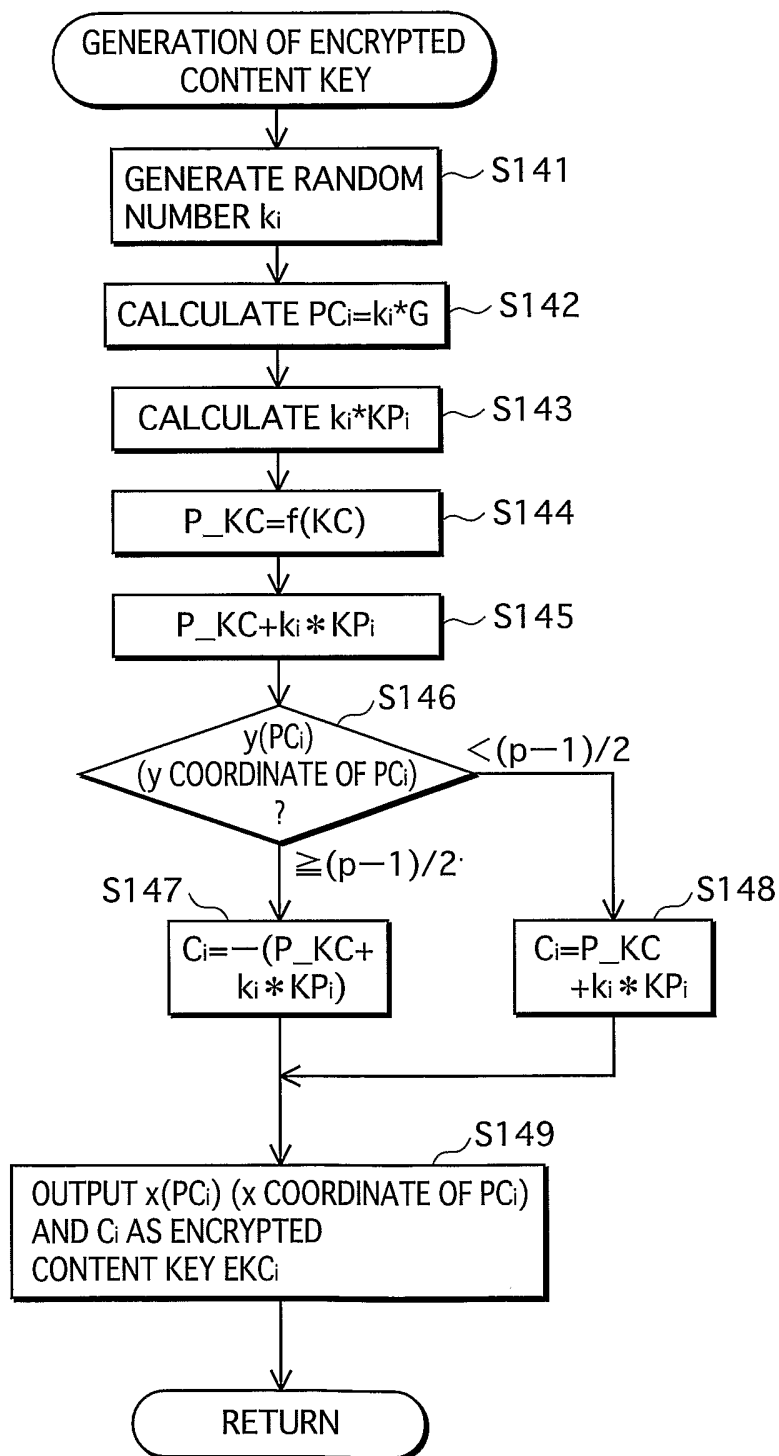 GENERATION OF ENCRYPTED
CONTENT KEY
GENERATE RANDOM
NUMBER ki
S141
CALCULATE PCi=ki*G
S142
CALCULATE ki*KPi
S143
P_KC=f(KC)
S144
P_KC+ki*KPi
S145
S146
y(PCi)
(y COORDINATE OF PCi)
?
<(p−1)/2
≧(p−1)/2
S147
Ci=−(P_KC+
ki*KPi)
S148
Ci=P_KC
+ki*KPi
S149
OUTPUT x(PCi) (x COORDINATE OF PCi)
AND Ci AS ENCRYPTED
CONTENT KEY EKCi
RETURN